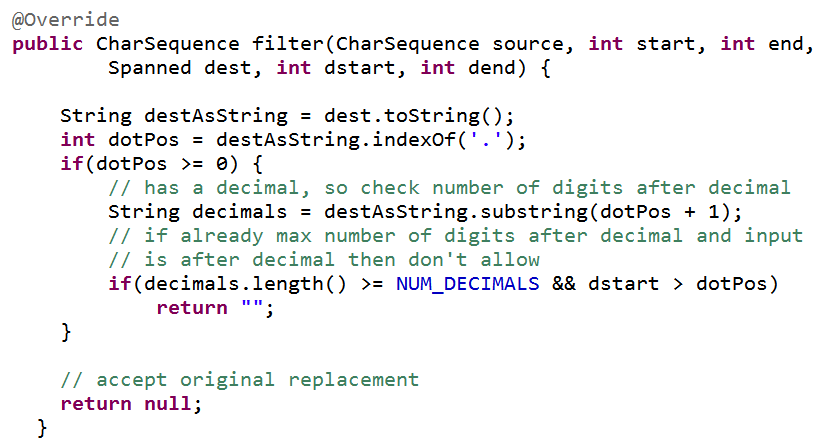 @Override
public CharSequence filter(CharSequence source, int start, int end,
        Spanned dest, int dstart, int dend) {

    String destAsString = dest.toString();
    int dotPos = destAsString.indexOf('.');
    if(dotPos >= 0) {
        // has a decimal, so check number of digits after decimal
        String decimals = destAsString.substring(dotPos + 1);
        // if already max number of digits after decimal and input
        // is after decimal then don't allow
        if(decimals.length() >= NUM_DECIMALS && dstart > dotPos)
            return "";
    }

    // accept original replacement
    return null;
  }